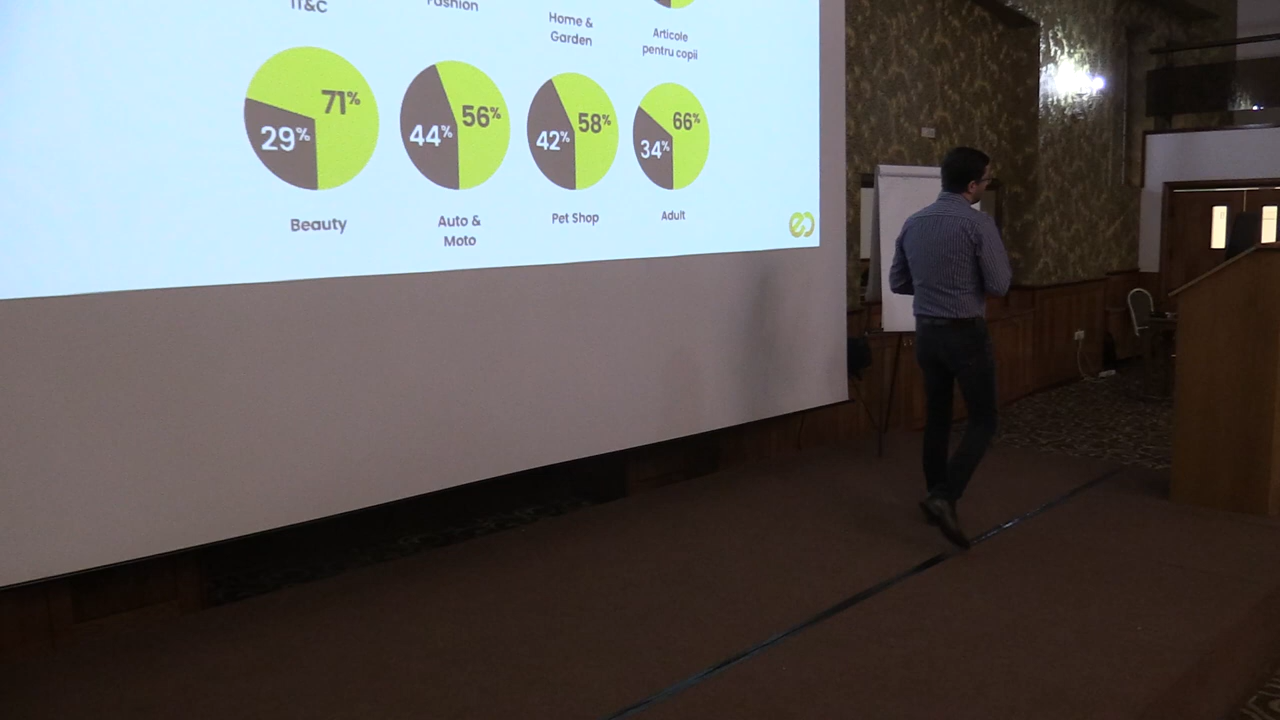 IT&C
Fashion
Home &
Garden
Articole
pentru copii
71%
29%
56%
44%
58%
42%
66%
34%
Beauty
Auto &
Moto
Pet Shop
Adult